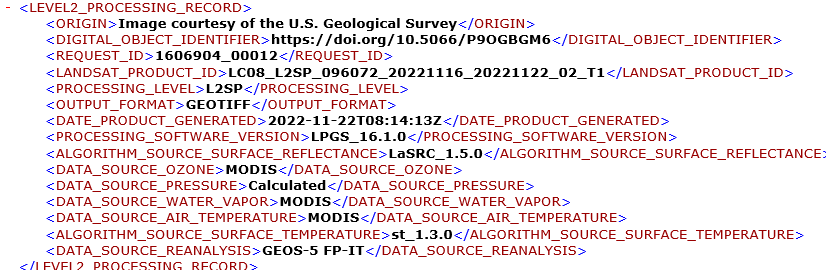 - <LEVEL2_PROCESSING_RECORD>
<ORIGIN>Image courtesy of the U.S. Geological Survey</ORIGIN>
<DIGITAL_OBJECT_IDENTIFIER>https://doi.org/10.5066/P9OGBGM6</DIGITAL_OBJECT_IDENTIFIER>
<REQUEST_ID>1606904_00012</REQUEST_ID>
<LANDSAT_PRODUCT_ID>LC08_L2SP_096072_20221116_20221122_02_T1</LANDSAT_PRODUCT_ID>
<PROCESSING_LEVEL>L2SP</PROCESSING_LEVEL>
<OUTPUT_FORMAT>GEOTIFF</OUTPUT_FORMAT>
<DATE_PRODUCT_GENERATED>2022-11-22T08:14:13Z</DATE_PRODUCT_GENERATED>
<PROCESSING_SOFTWARE_VERSION>LPGS_16.1.0</PROCESSING_SOFTWARE_VERSION>
<ALGORITHM_SOURCE_SURFACE_REFLECTANCE>LaSRC_1.5.0</ALGORITHM_SOURCE_SURFACE_REFLECTANCE>
<DATA_SOURCE_OZONE>MODIS</DATA_SOURCE_OZONE>
<DATA_SOURCE_PRESSURE>Calculated</DATA_SOURCE_PRESSURE>
<DATA_SOURCE_WATER_VAPOR>MODIS</DATA_SOURCE_WATER_VAPOR>
<DATA_SOURCE_AIR_TEMPERATURE>MODIS</DATA_SOURCE_AIR_TEMPERATURE>
<ALGORITHM_SOURCE_SURFACE_TEMPERATURE>st_1.3.0</ALGORITHM_SOURCE_SURFACE_TEMPERATURE>
<DATA_SOURCE_REANALYSIS>GEOS-5 FP-IT</DATA_SOURCE_REANALYSIS>
</LEVEL2_PROCESSING_RECORD>